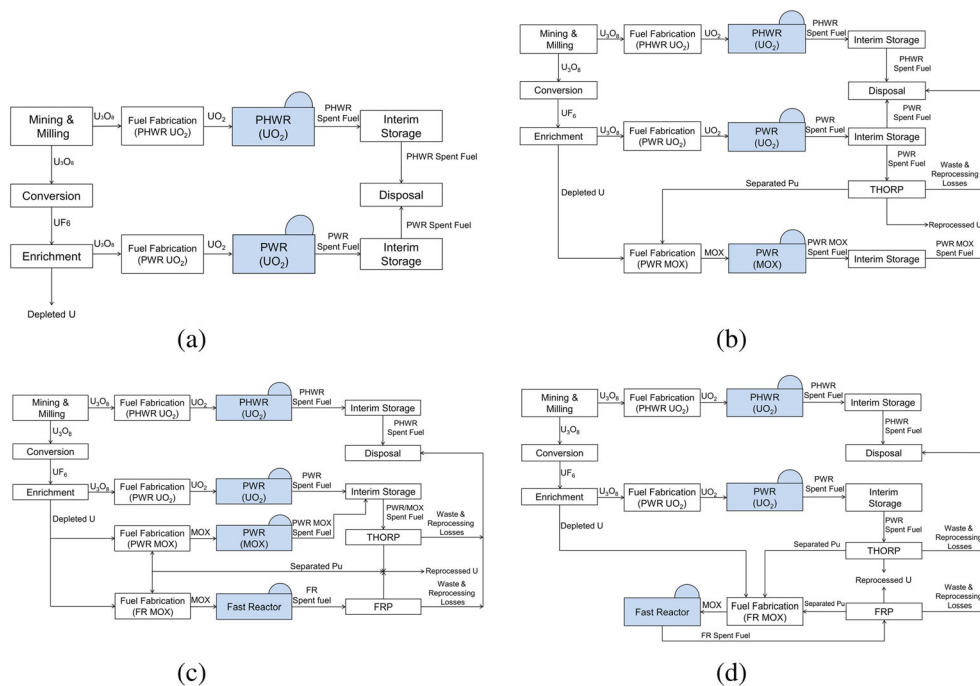 Mining &
Milling
U₃O₈
Fuel Fabrication
(PHWR UO₂)
UO₂
PHWR
(UO₂)
PHWR
Spent Fuel
Interim
Storage
U₃O₈
PHWR Spent Fuel
Conversion
Disposal
UF₆
PWR Spent Fuel
Enrichment
U₃O₈
Fuel Fabrication
(PWR UO₂)
UO₂
PWR
(UO₂)
PWR
Spent Fuel
Interim
Storage
Depleted U
(a)
Mining &
Milling
U₃O₈
Fuel Fabrication
(PHWR UO₂)
UO₂
PHWR
(UO₂)
PHWR
Spent Fuel
Interim Storage
U₃O₈
PHWR
Spent Fuel
Conversion
Disposal
UF₆
PWR
Spent Fuel
Enrichment
U₃O₈
Fuel Fabrication
(PWR UO₂)
UO₂
PWR
(UO₂)
PWR
Spent Fuel
Interim Storage
Depleted U
PWR
Spent Fuel
Waste &
Reprocessing
Losses
Separated Pu
THORP
Reprocessed U
Fuel Fabrication
(PWR MOX)
MOX
PWR
(MOX)
PWR MOX
Spent Fuel
Interim Storage
PWR MOX
Spent Fuel
(b)
Mining &
Milling
U₃O₈
Fuel Fabrication
(PHWR UO₂)
UO₂
PHWR
(UO₂)
PHWR
Spent Fuel
Interim Storage
U₃O₈
PHWR
Spent Fuel
Conversion
Disposal
UF₆
Enrichment
U₃O₈
Fuel Fabrication
(PWR UO₂)
UO₂
PWR
(UO₂)
PWR
Spent Fuel
Interim Storage
Depleted U
PWR/MOX
Spent Fuel
Waste &
Reprocessing
Losses
Fuel Fabrication
(PWR MOX)
MOX
PWR
(MOX)
PWR MOX
Spent Fuel
THORP
Separated Pu
Reprocessed U
Fuel Fabrication
(FR MOX)
MOX
Fast Reactor
FR
Spent fuel
FRP
Waste &
Reprocessing
Losses
(c)
Mining &
Milling
U₃O₈
Fuel Fabrication
(PHWR UO₂)
UO₂
PHWR
(UO₂)
PHWR
Spent Fuel
Interim Storage
U₃O₈
PHWR
Spent Fuel
Conversion
Disposal
UF₆
Enrichment
U₃O₈
Fuel Fabrication
(PWR UO₂)
UO₂
PWR
(UO₂)
PWR
Spent Fuel
Interim
Storage
Depleted U
PWR
Spent Fuel
Waste &
Reprocessing
Losses
Separated Pu
THORP
Reprocessed U
Waste &
Reprocessing
Losses
Fast Reactor
MOX
Fuel Fabrication
(FR MOX)
Separated Pu
FRP
FR Spent Fuel
(d)